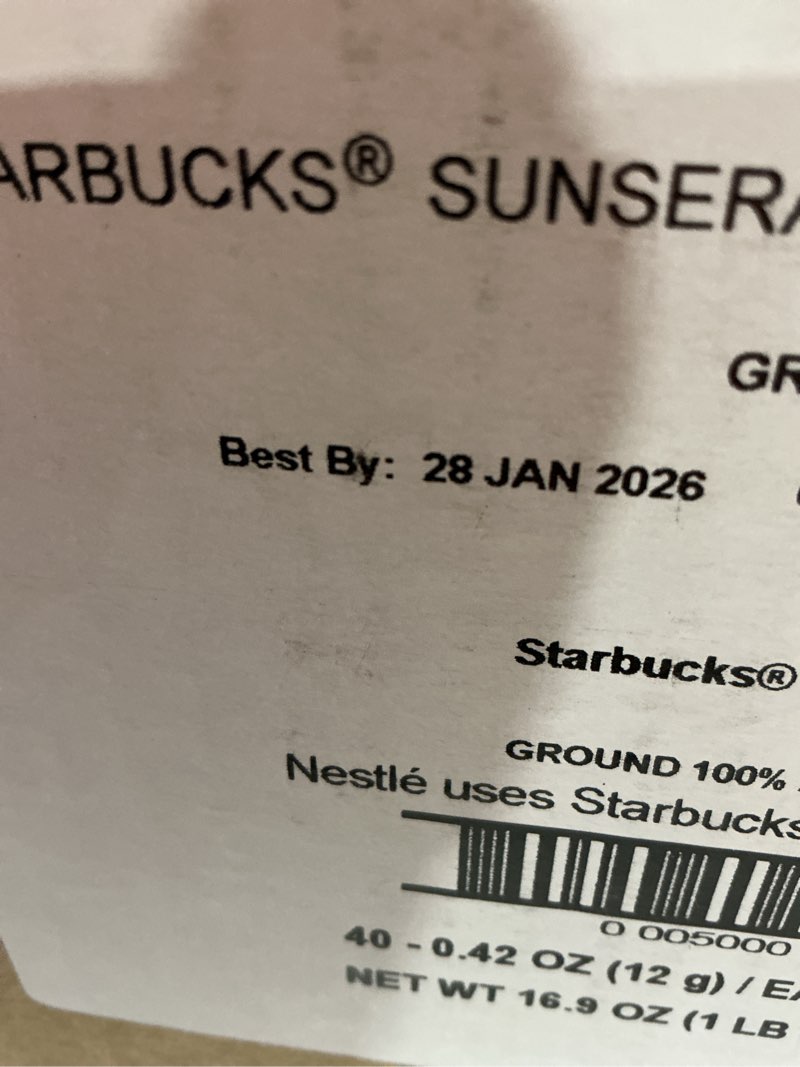 ARBUCKS® SUNSERA
GR
Best By: 28 JAN 2026
Starbucks®
GROUND 100%
Nestlé uses Starbucks
0 005000
40 - 0.42 OZ (12 g) / EA
NET WT 16.9 OZ (1 LB